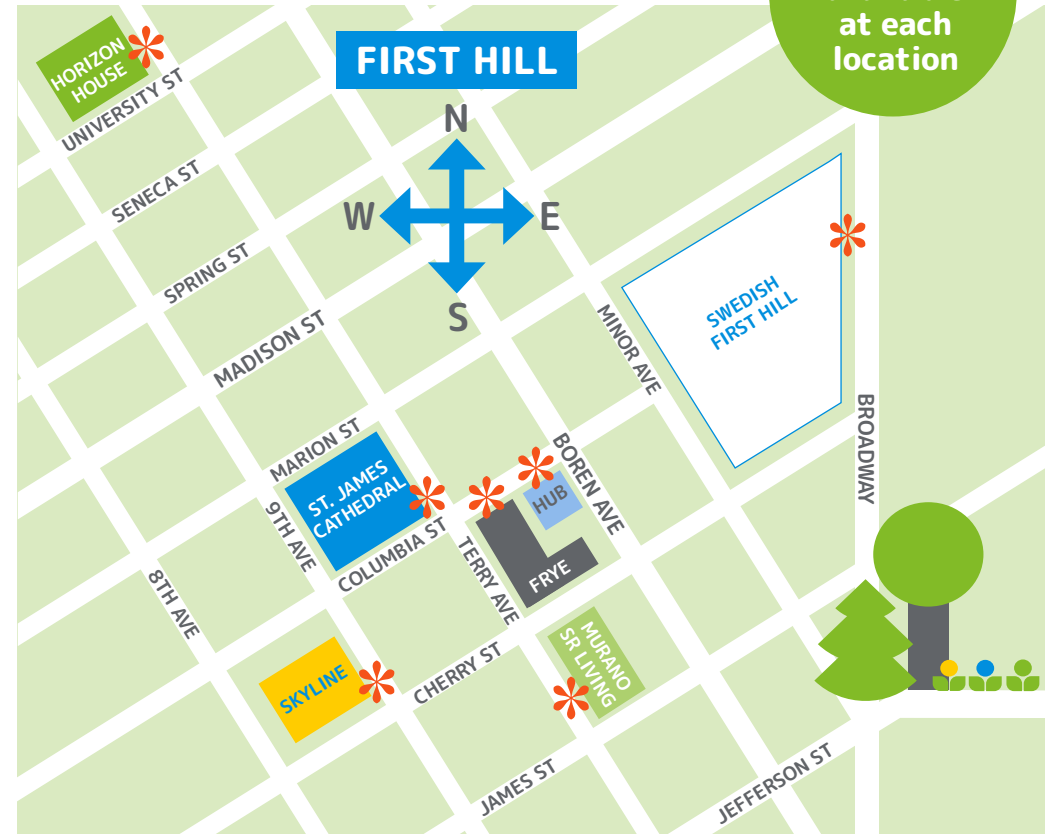 at each
location
FIRST HILL
N
W
E
S
HORIZON
HOUSE
UNIVERSITY ST
SENECA ST
SPRING ST
MADISON ST
MARION ST
ST. JAMES
CATHEDRAL
9TH AVE
COLUMBIA ST
8TH AVE
TERRY AVE
SKYLINE
CHERRY ST
HUB
FRYE
BOREN AVE
MINOR AVE
SWEDISH
FIRST HILL
BROADWAY
MURANO
SR LIVING
JAMES ST
JEFFERSON ST